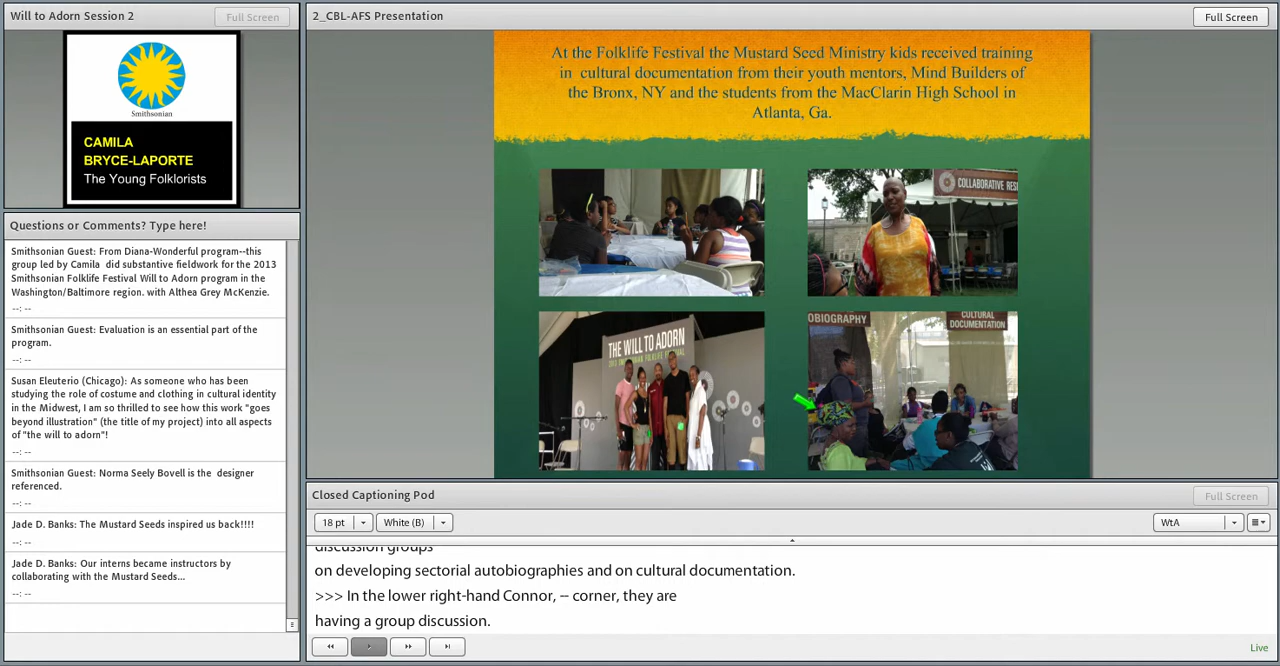 Will to Adorn Session 2
Full Screen
Smithsonian
CAMILA
BRYCE-LAPORTE
The Young Folklorists
Questions or Comments? Type here!
Smithsonian Guest: From Diana-Wonderful program--this
group led by Camila did substantive fieldwork for the 2013
Smithsonian Folklife Festival Will to Adorn program in the
Washington/Baltimore region. with Althea Grey McKenzie.
--: --
Smithsonian Guest: Evaluation is an essential part of the
program.
--: --
Susan Eleuterio (Chicago): As someone who has been
studying the role of costume and clothing in cultural identity
in the Midwest, I am so thrilled to see how this work "goes
beyond illustration" (the title of my project) into all aspects
of "the will to adorn"!
--: --
Smithsonian Guest: Norma Seely Bovell is the designer
referenced.
--: --
Jade D. Banks: The Mustard Seeds inspired us back!!!!
--: --
Jade D. Banks: Our interns became instructors by
collaborating with the Mustard Seeds...
--: --
2_CBL-AFS Presentation
Full Screen
At the Folklife Festival the Mustard Seed Ministry kids received training
in cultural documentation from their youth mentors, Mind Builders of
the Bronx, NY and the students from the MacClarin High School in
Atlanta, Ga.
COLLABORATIVE RESE
THE WILL TO ADORN
2013 SMITHSONIAN FOLKLIFE FESTIVAL
OBIOGRAPHY
CULTURAL
DOCUMENTATION
Closed Captioning Pod
Full Screen
18 pt
White (B)
WtA
discussion groups
on developing sectorial autobiographies and on cultural documentation.
>>> In the lower right-hand Connor, -- corner, they are
having a group discussion.
Live